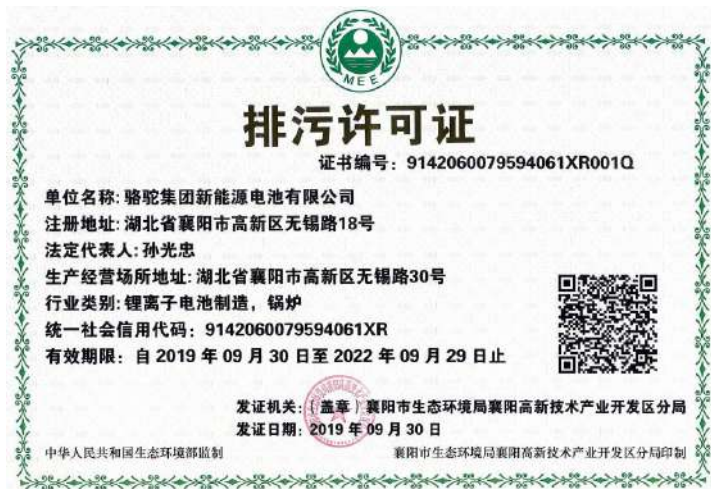 MEE
排污许可证
证书编号：9142060079594061XR001Q
单位名称：骆驼集团新能源电池有限公司
注册地址：湖北省襄阳市高新区无锡路18号
法定代表人：孙光忠
生产经营场所地址：湖北省襄阳市高新区无锡路30号
行业类别：锂离子电池制造，锅炉
统一社会信用代码：9142060079594061XR
有效期限：自 2019 年 09 月 30 日至 2022 年 09 月 29 日止
发证机关：（盖章）襄阳市生态环境局襄阳高新技术产业开发区分局
发证日期：2019 年 09 月 30 日
中华人民共和国生态环境部监制
襄阳市生态环境局襄阳高新技术产业开发区分局印制